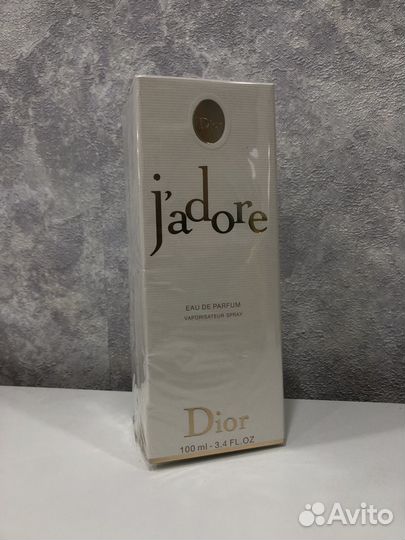 Dior
j'adore
EAU DE PARFUM
VAPORISATEUR SPRAY
Dior
100 ml - 3.4 FL.OZ
Avito